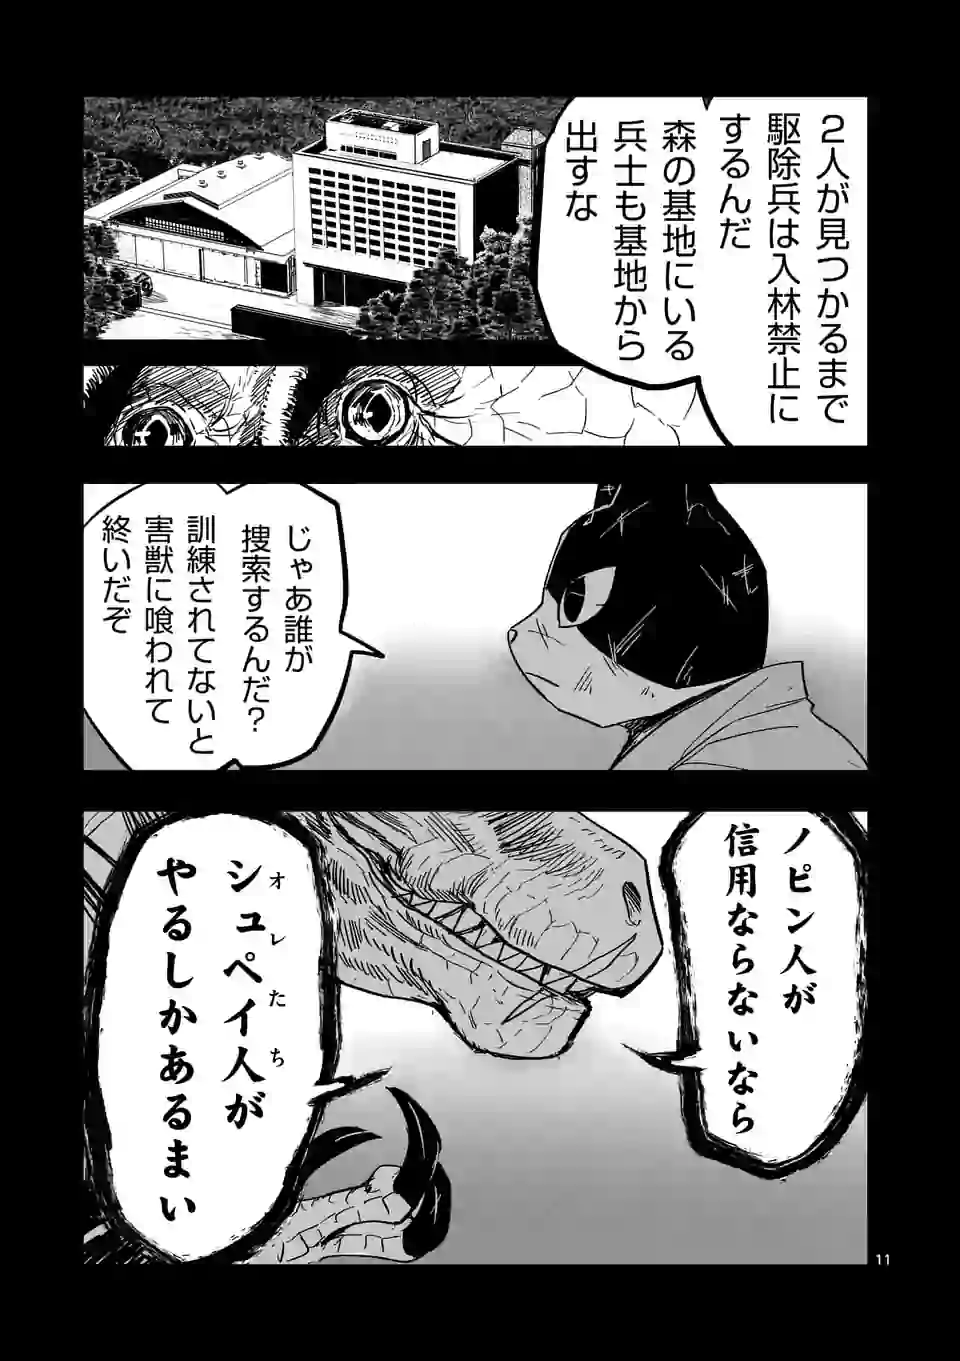 ２人が見つかるまで
駆除兵は入林禁止に
するんだ
森の基地にいる
兵士も基地から
出すな
じゃあ誰が
捜索するんだ?
訓練されてないと
害獣に喰われて
終いだぞ
ノピン人が
信用ならないなら
オレたち
シュペイ人が
やるしかあるまい
11